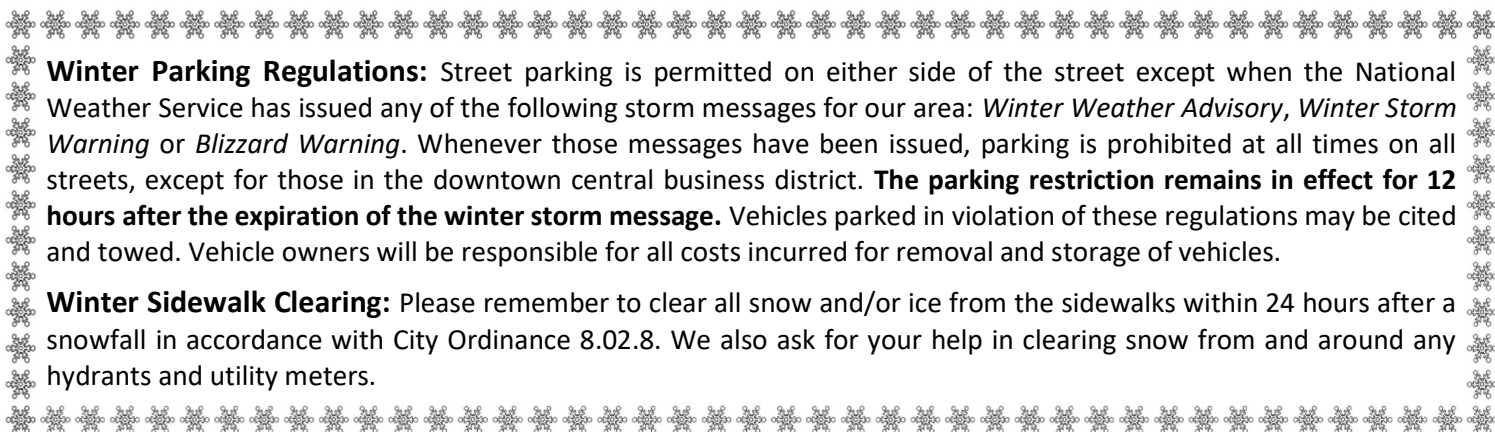 Winter Parking Regulations: Street parking is permitted on either side of the street except when the National
Weather Service has issued any of the following storm messages for our area: Winter Weather Advisory, Winter Storm
Warning or Blizzard Warning. Whenever those messages have been issued, parking is prohibited at all times on all
streets, except for those in the downtown central business district. The parking restriction remains in effect for 12
hours after the expiration of the winter storm message. Vehicles parked in violation of these regulations may be cited
and towed. Vehicle owners will be responsible for all costs incurred for removal and storage of vehicles.
Winter Sidewalk Clearing: Please remember to clear all snow and/or ice from the sidewalks within 24 hours after a
snowfall in accordance with City Ordinance 8.02.8. We also ask for your help in clearing snow from and around any
hydrants and utility meters.